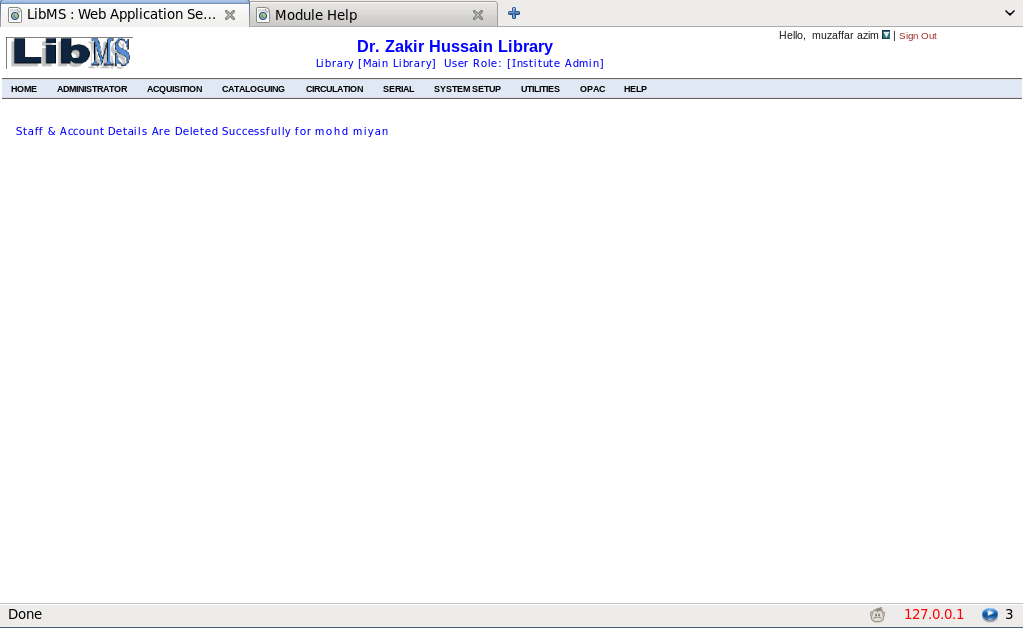 LibMS : Web Application Se...
Module Help
LibMS
Dr. Zakir Hussain Library
Library [Main Library] User Role: [Institute Admin]
Hello, muzaffar azim | Sign Out
HOME ADMINISTRATOR ACQUISITION CATALOGUING CIRCULATION SERIAL SYSTEM SETUP UTILITIES OPAC HELP
Staff & Account Details Are Deleted Successfully for mohd miyan
Done
127.0.0.1
3